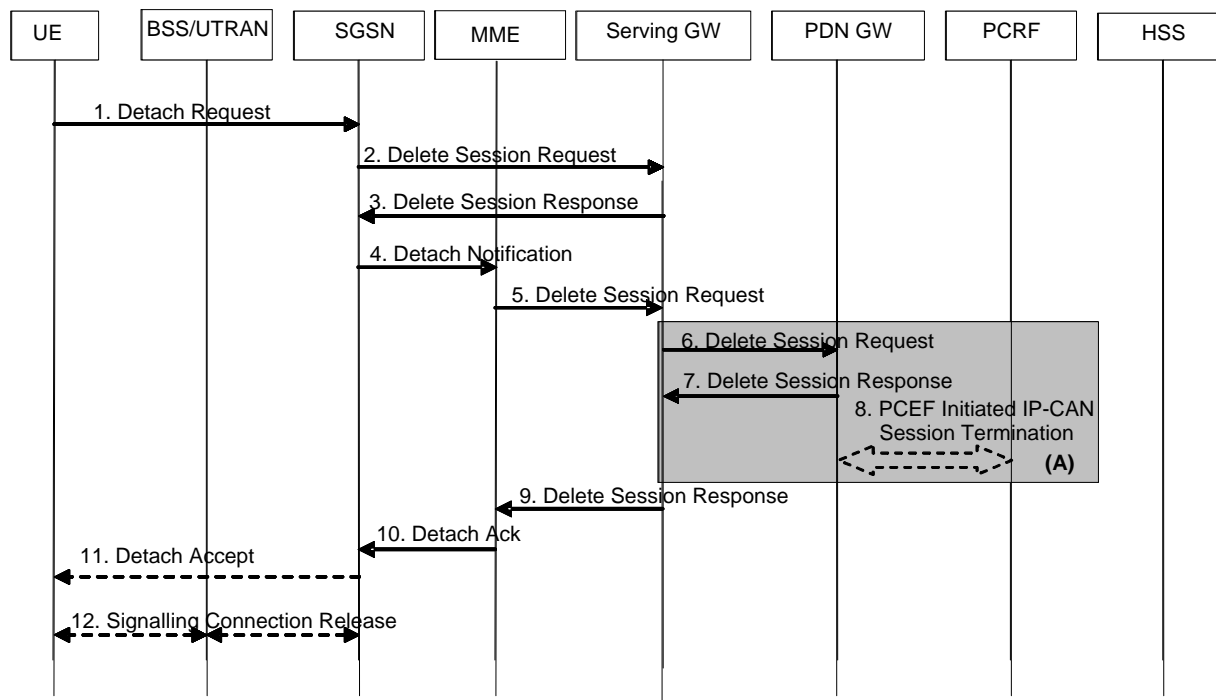 UE
BSS/UTRAN
SGSN
MME
Serving GW
PDN GW
PCRF
HSS
1. Detach Request
2. Delete Session Request
3. Delete Session Response
4. Detach Notification
5. Delete Session Request
6. Delete Session Request
7. Delete Session Response
8. PCEF Initiated IP-CAN
Session Termination
(A)
9. Delete Session Response
10. Detach Ack
11. Detach Accept
12. Signalling Connection Release